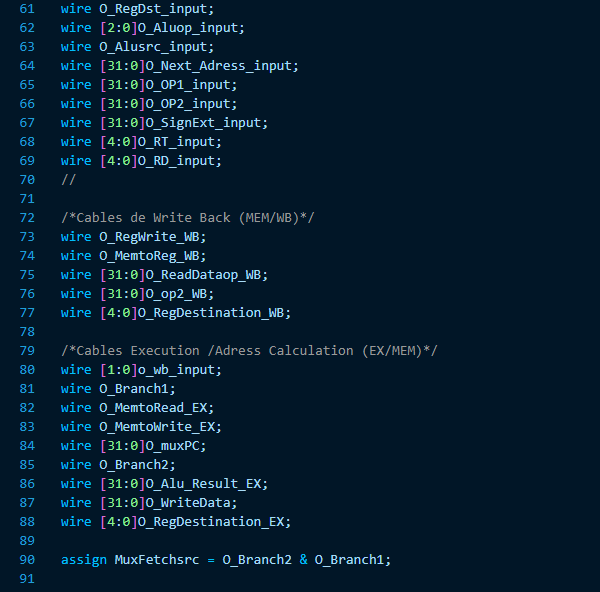 61 wire O_RegDst_input;
62 wire [2:0]O_Aluop_input;
63 wire O_Alusrc_input;
64 wire [31:0]O_Next_Adress_input;
65 wire [31:0]O_OP1_input;
66 wire [31:0]O_OP2_input;
67 wire [31:0]O_SignExt_input;
68 wire [4:0]O_RT_input;
69 wire [4:0]O_RD_input;
70 //
71
72 /*Cables de Write Back (MEM/WB)*/
73 wire O_RegWrite_WB;
74 wire O_MemtoReg_WB;
75 wire [31:0]O_ReadDataop_WB;
76 wire [31:0]O_op2_WB;
77 wire [4:0]O_RegDestination_WB;
78
79 /*Cables Execution /Adress Calculation (EX/MEM)*/
80 wire [1:0]o_wb_input;
81 wire O_Branch1;
82 wire O_MemtoRead_EX;
83 wire O_MemtoWrite_EX;
84 wire [31:0]O_muxPC;
85 wire O_Branch2;
86 wire [31:0]O_Alu_Result_EX;
87 wire [31:0]O_WriteData;
88 wire [4:0]O_RegDestination_EX;
89
90 assign MuxFetchsrc = O_Branch2 & O_Branch1;
91